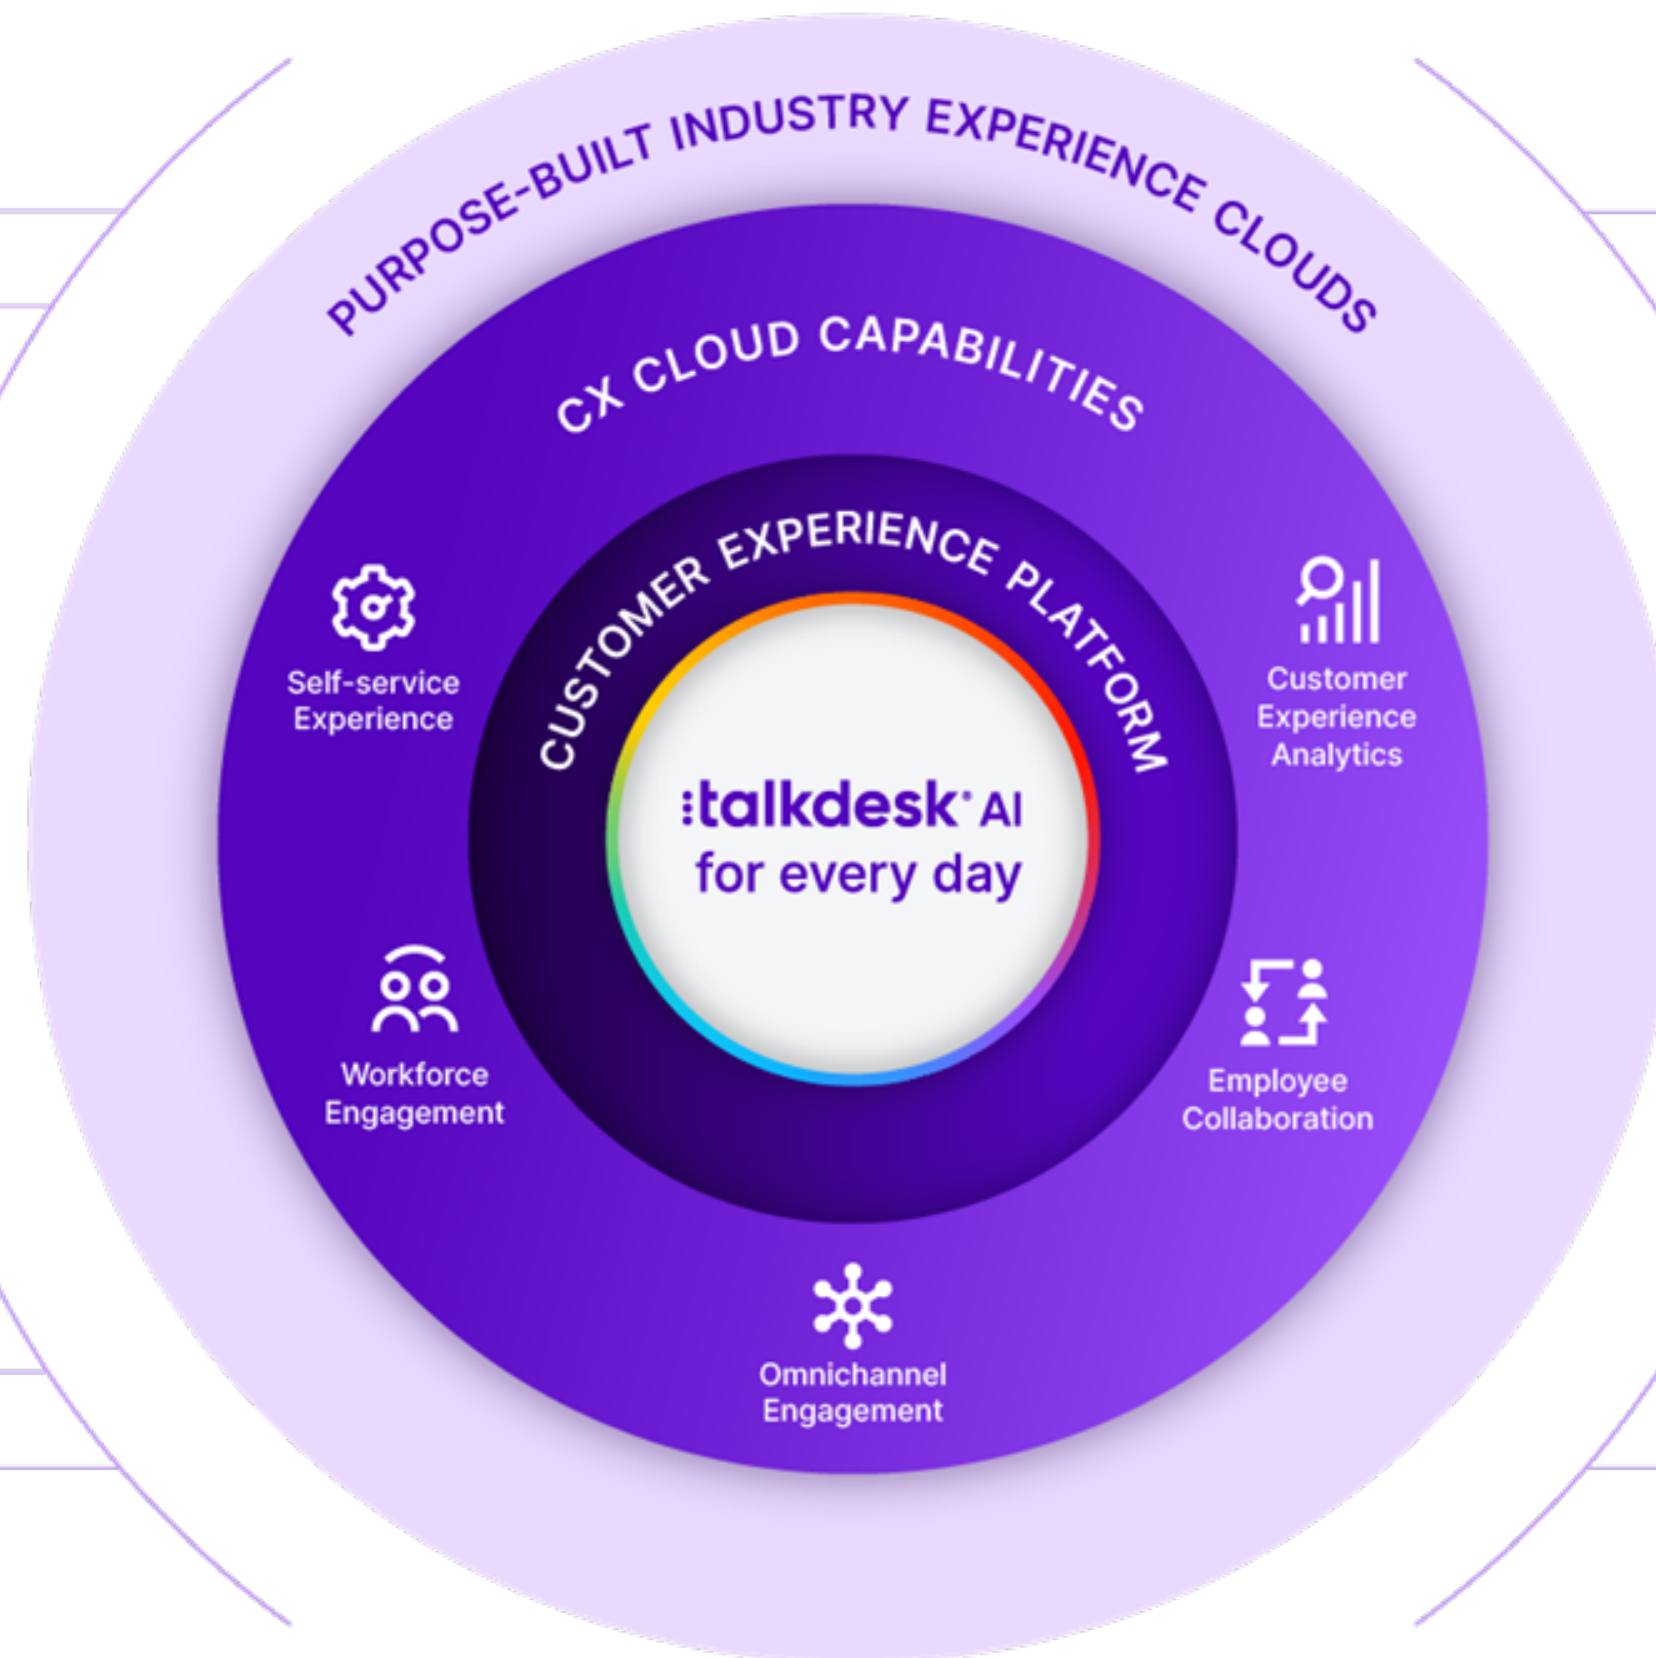 PURPOSE-BUILT INDUSTRY EXPERIENCE CLOUDS
CX CLOUD CAPABILITIES
CUSTOMER EXPERIENCE PLATFORM
talkdesk® AI
for every day
Self-service
Experience
Customer
Experience
Analytics
Workforce
Engagement
Employee
Collaboration
Omnichannel
Engagement